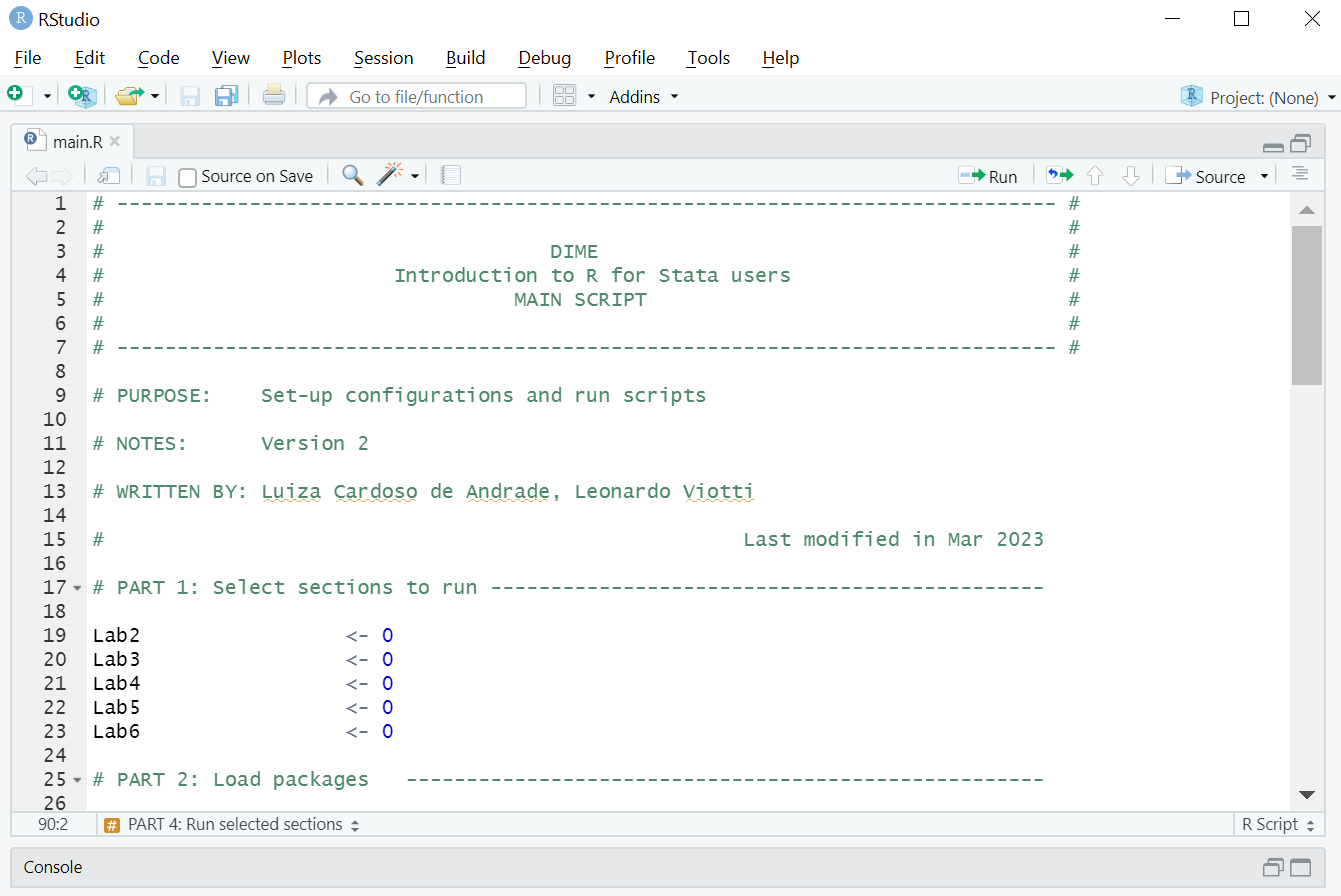 RStudio
File Edit Code View Plots Session Build Debug Profile Tools Help
Go to file/function Addins Project: (None)
main.R
Source on Save Run Source
1 # ------------------------------------------------------------------------------ #
2 # #
3 # DIME #
4 # Introduction to R for Stata users #
5 # MAIN SCRIPT #
6 # #
7 # ------------------------------------------------------------------------------ #
8
9 # PURPOSE: Set-up configurations and run scripts
10
11 # NOTES: Version 2
12
13 # WRITTEN BY: Luiza Cardoso de Andrade, Leonardo Viotti
14
15 # Last modified in Mar 2023
16
17 # PART 1: Select sections to run ----------------------------------------------
18
19 Lab2 <- 0
20 Lab3 <- 0
21 Lab4 <- 0
22 Lab5 <- 0
23 Lab6 <- 0
24
25 # PART 2: Load packages -----------------------------------------------------
26
90:2 # PART 4: Run selected sections R Script
Console